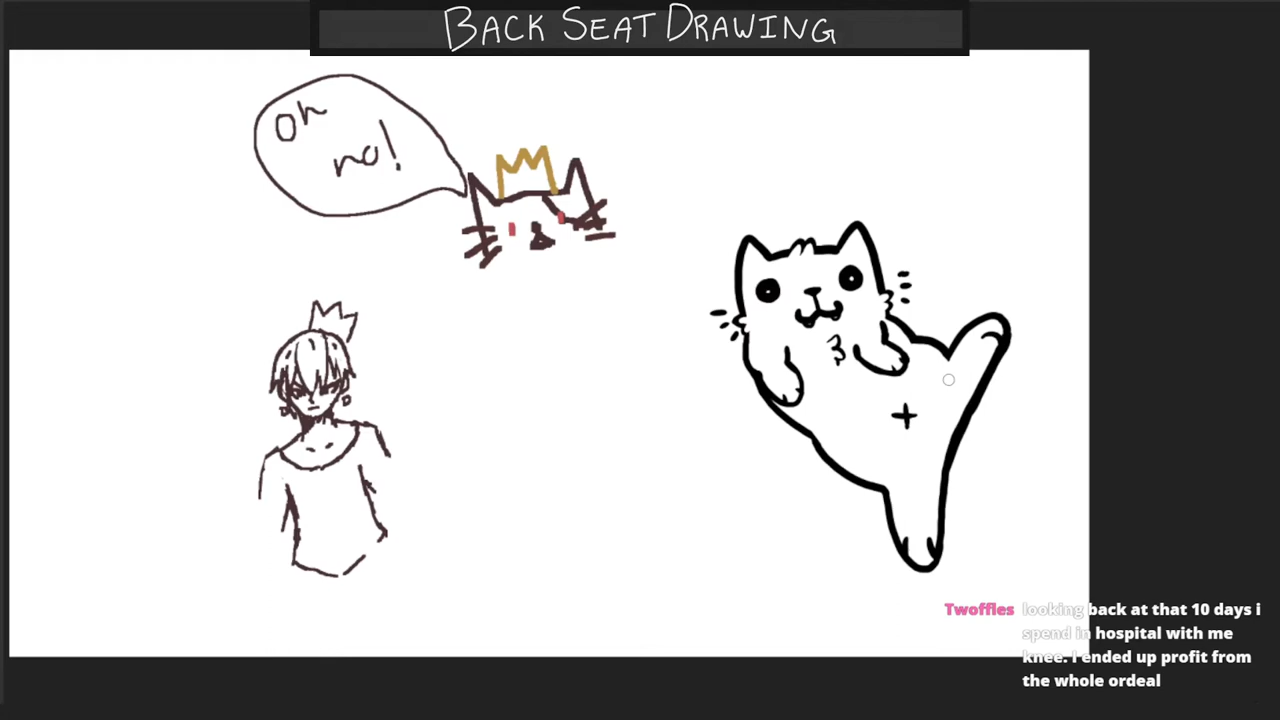 BACK SEAT DRAWING
oh
no!
Twoffles looking back at that 10 days i
spend in hospital with me
knee. I ended up profit from
the whole ordeal